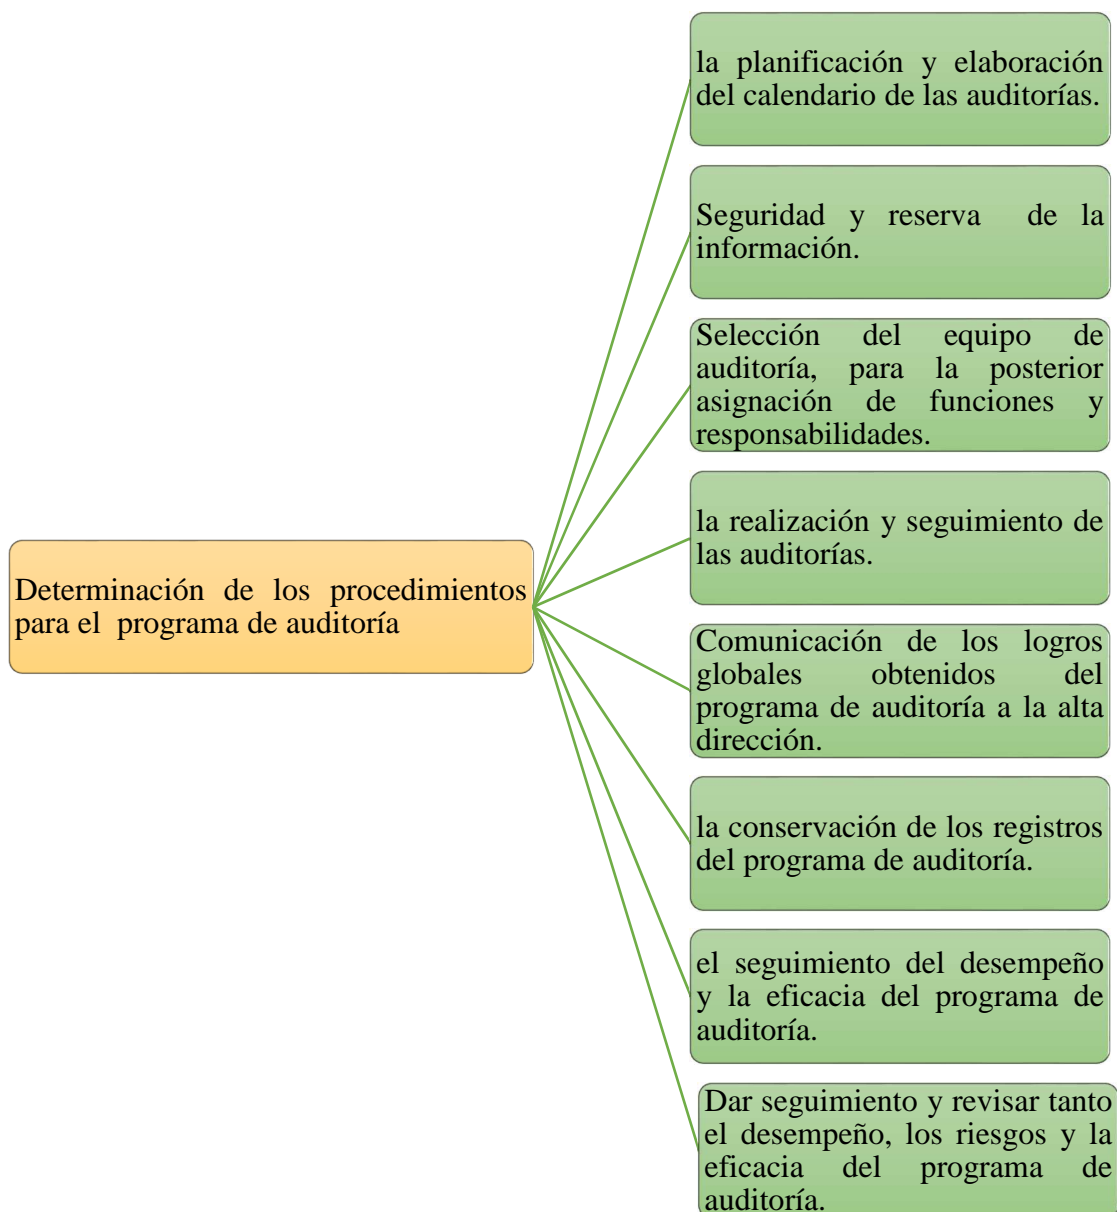 la planificación y elaboración
del calendario de las auditorías.
Seguridad y reserva de la
información.
Selección del equipo de
auditoría, para la posterior
asignación de funciones y
responsabilidades.
la realización y seguimiento de
las auditorías.
Determinación de los procedimientos
para el programa de auditoría
Comunicación de los logros
globales obtenidos del
programa de auditoría a la alta
dirección.
la conservación de los registros
del programa de auditoría.
el seguimiento del desempeño
y la eficacia del programa de
auditoría.
Dar seguimiento y revisar tanto
el desempeño, los riesgos y la
eficacia del programa de
auditoría.